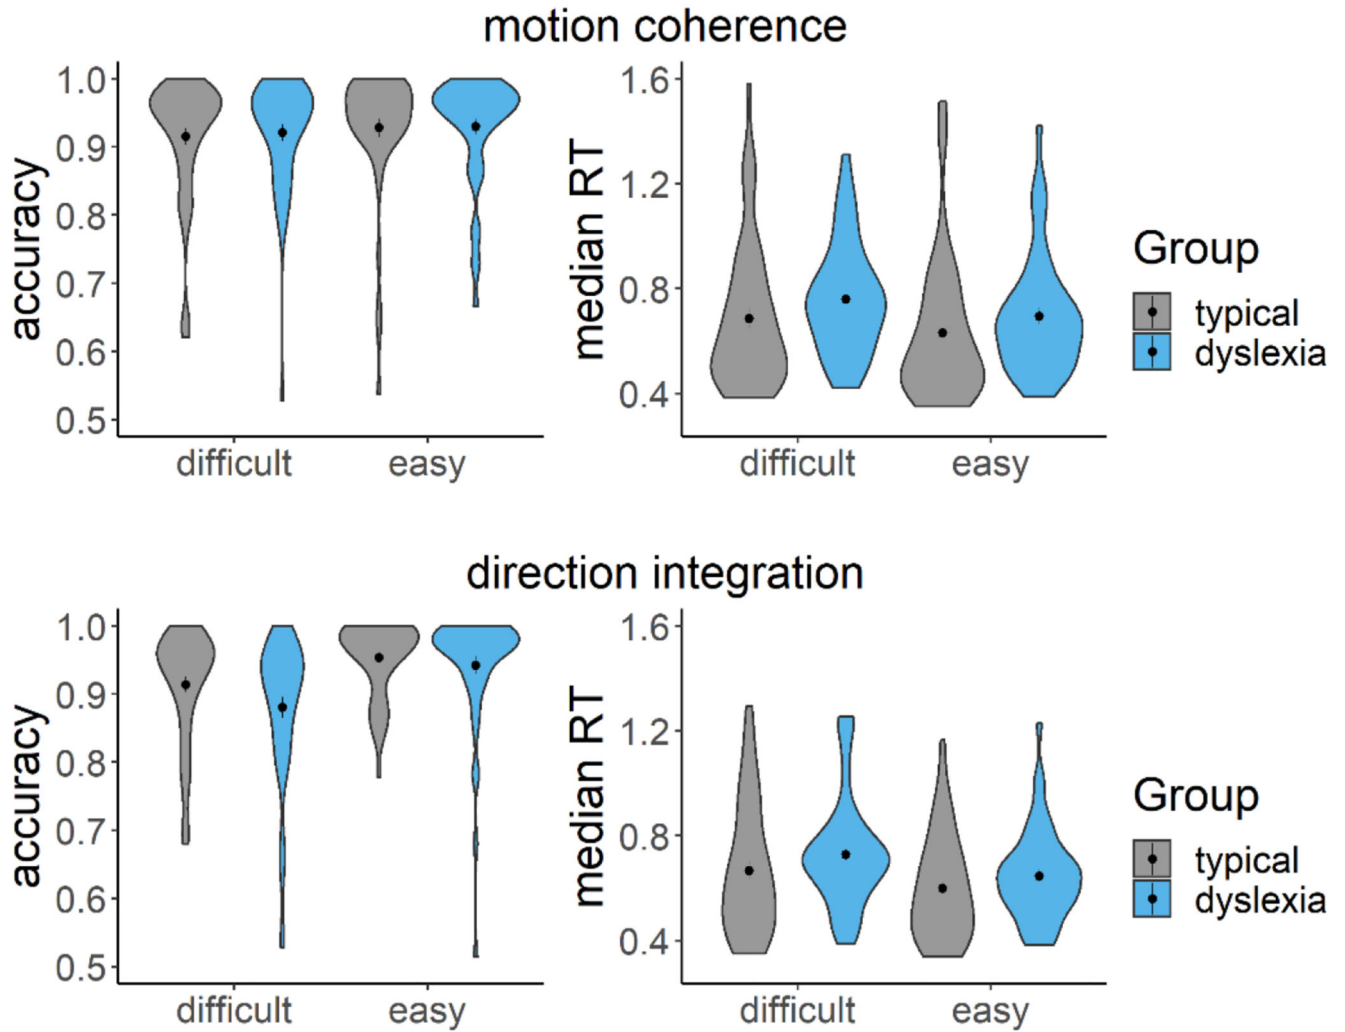 motion coherence
accuracy
1.0
0.9
0.8
0.7
0.6
0.5
difficult easy
median RT
1.6
1.2
0.8
0.4
difficult easy
Group
typical
dyslexia
direction integration
accuracy
1.0
0.9
0.8
0.7
0.6
0.5
difficult easy
median RT
1.6
1.2
0.8
0.4
difficult easy
Group
typical
dyslexia